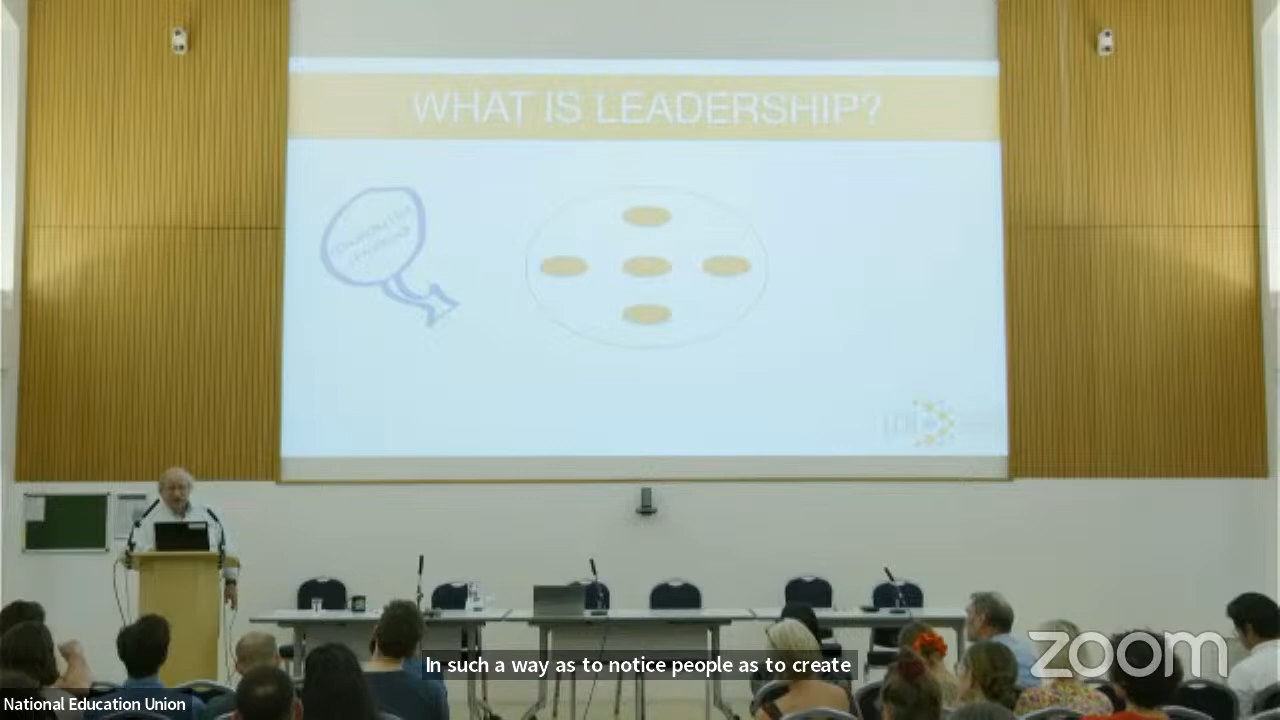 WHAT IS LEADERSHIP?
In such a way as to notice people as to create
zoom
National Education Union